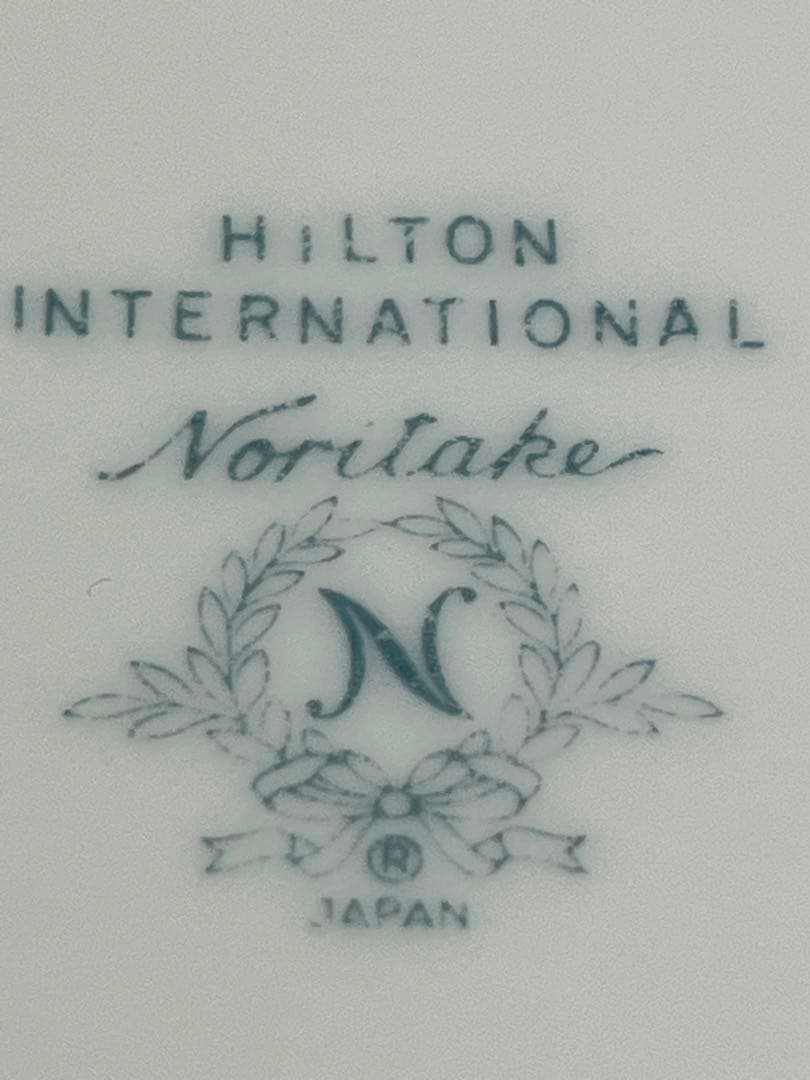 HILTON
INTERNATIONAL
Noritake
N
®
JAPAN